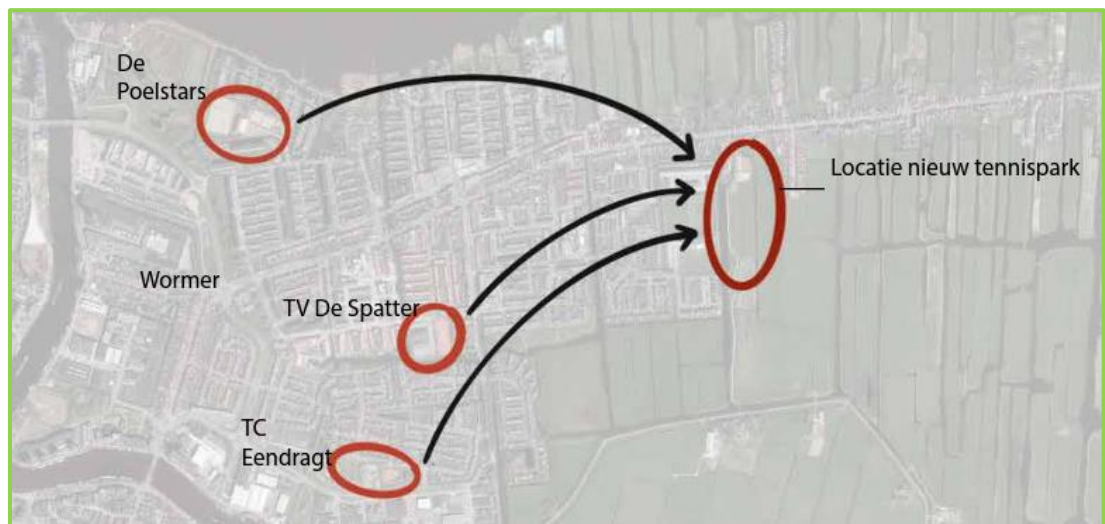 De
Poelstars
Locatie nieuw tennispark
Wormer
TV De Spatter
TC
Eendragt